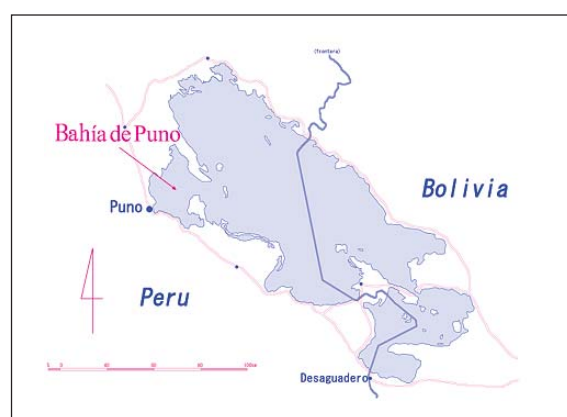 (frontera)
Bahía de Puno
Bolivia
Puno
Peru
Desaguadero